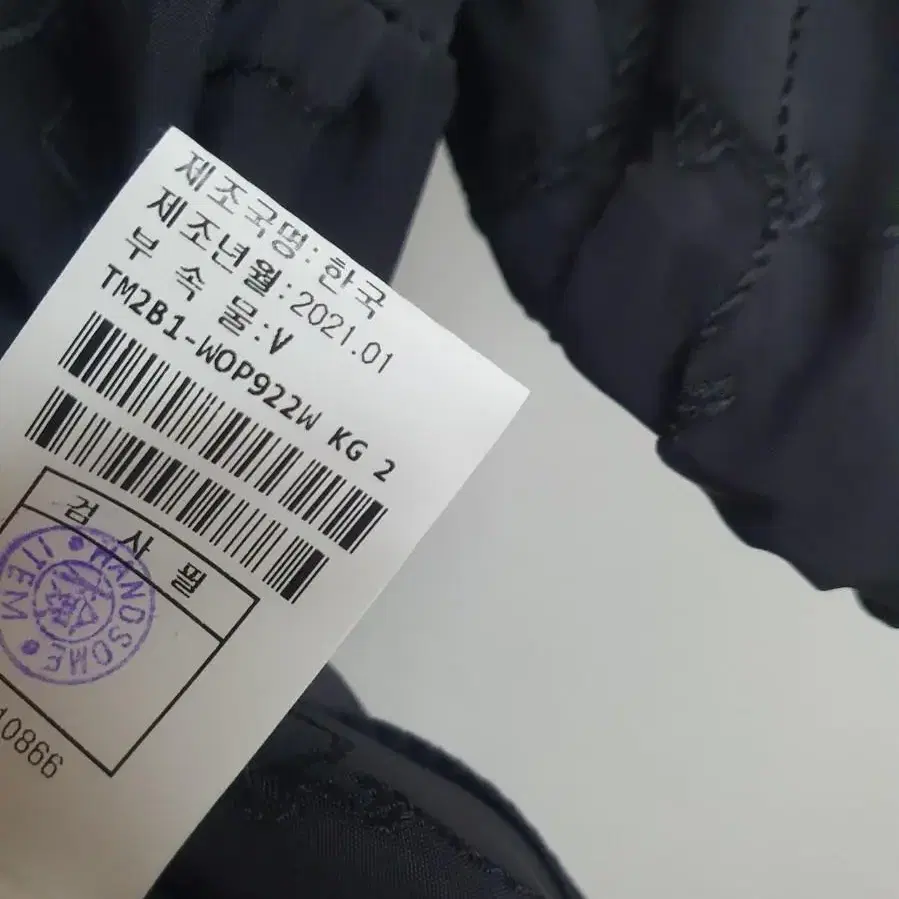 제조국명:한국
제조년월:2021.01
부 속 물:V
TM2B1-WOP922W KG 2
검 사 필
HANDSOME
ITEM
10866